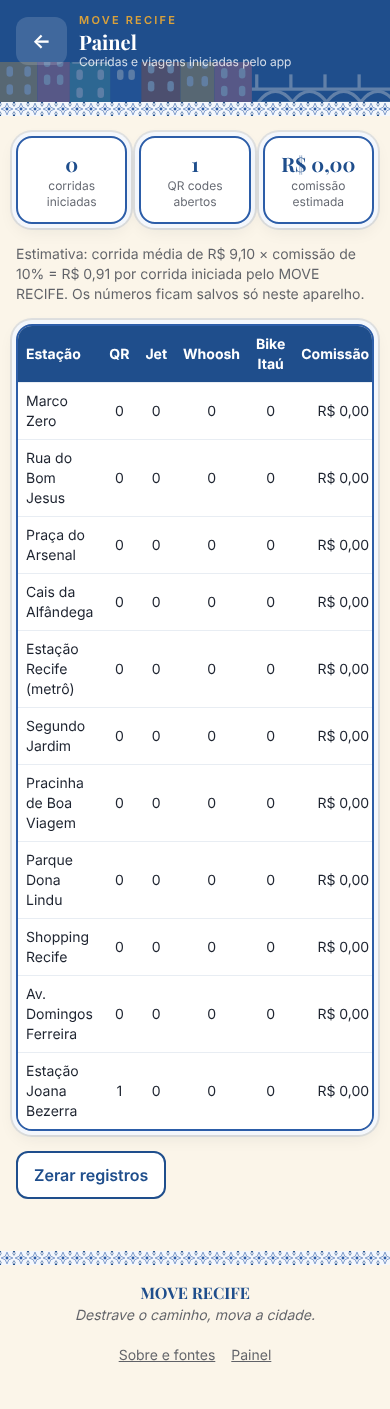 MOVE RECIFE
Painel
Corridas e viagens iniciadas pelo app
0 1 R$ 0,00
corridas QR codes comissão
iniciadas abertos estimada
Estimativa: corrida média de R$ 9,10 × comissão de
10% = R$ 0,91 por corrida iniciada pelo MOVE
RECIFE. Os números ficam salvos só neste aparelho.
Estação QR Jet Whoosh Bike Itaú Comissão
Marco
Zero 0 0 0 0 R$ 0,00
Rua do
Bom 0 0 0 0 R$ 0,00
Jesus
Praça do
Arsenal 0 0 0 0 R$ 0,00
Cais da
Alfândega 0 0 0 0 R$ 0,00
Estação
Recife 0 0 0 0 R$ 0,00
(metrô)
Segundo
Jardim 0 0 0 0 R$ 0,00
Pracinha
de Boa 0 0 0 0 R$ 0,00
Viagem
Parque
Dona 0 0 0 0 R$ 0,00
Lindu
Shopping
Recife 0 0 0 0 R$ 0,00
Av.
Domingos 0 0 0 0 R$ 0,00
Ferreira
Estação
Joana 1 0 0 0 R$ 0,00
Bezerra
Zerar registros
MOVE RECIFE
Destrave o caminho, mova a cidade.
Sobre e fontes Painel